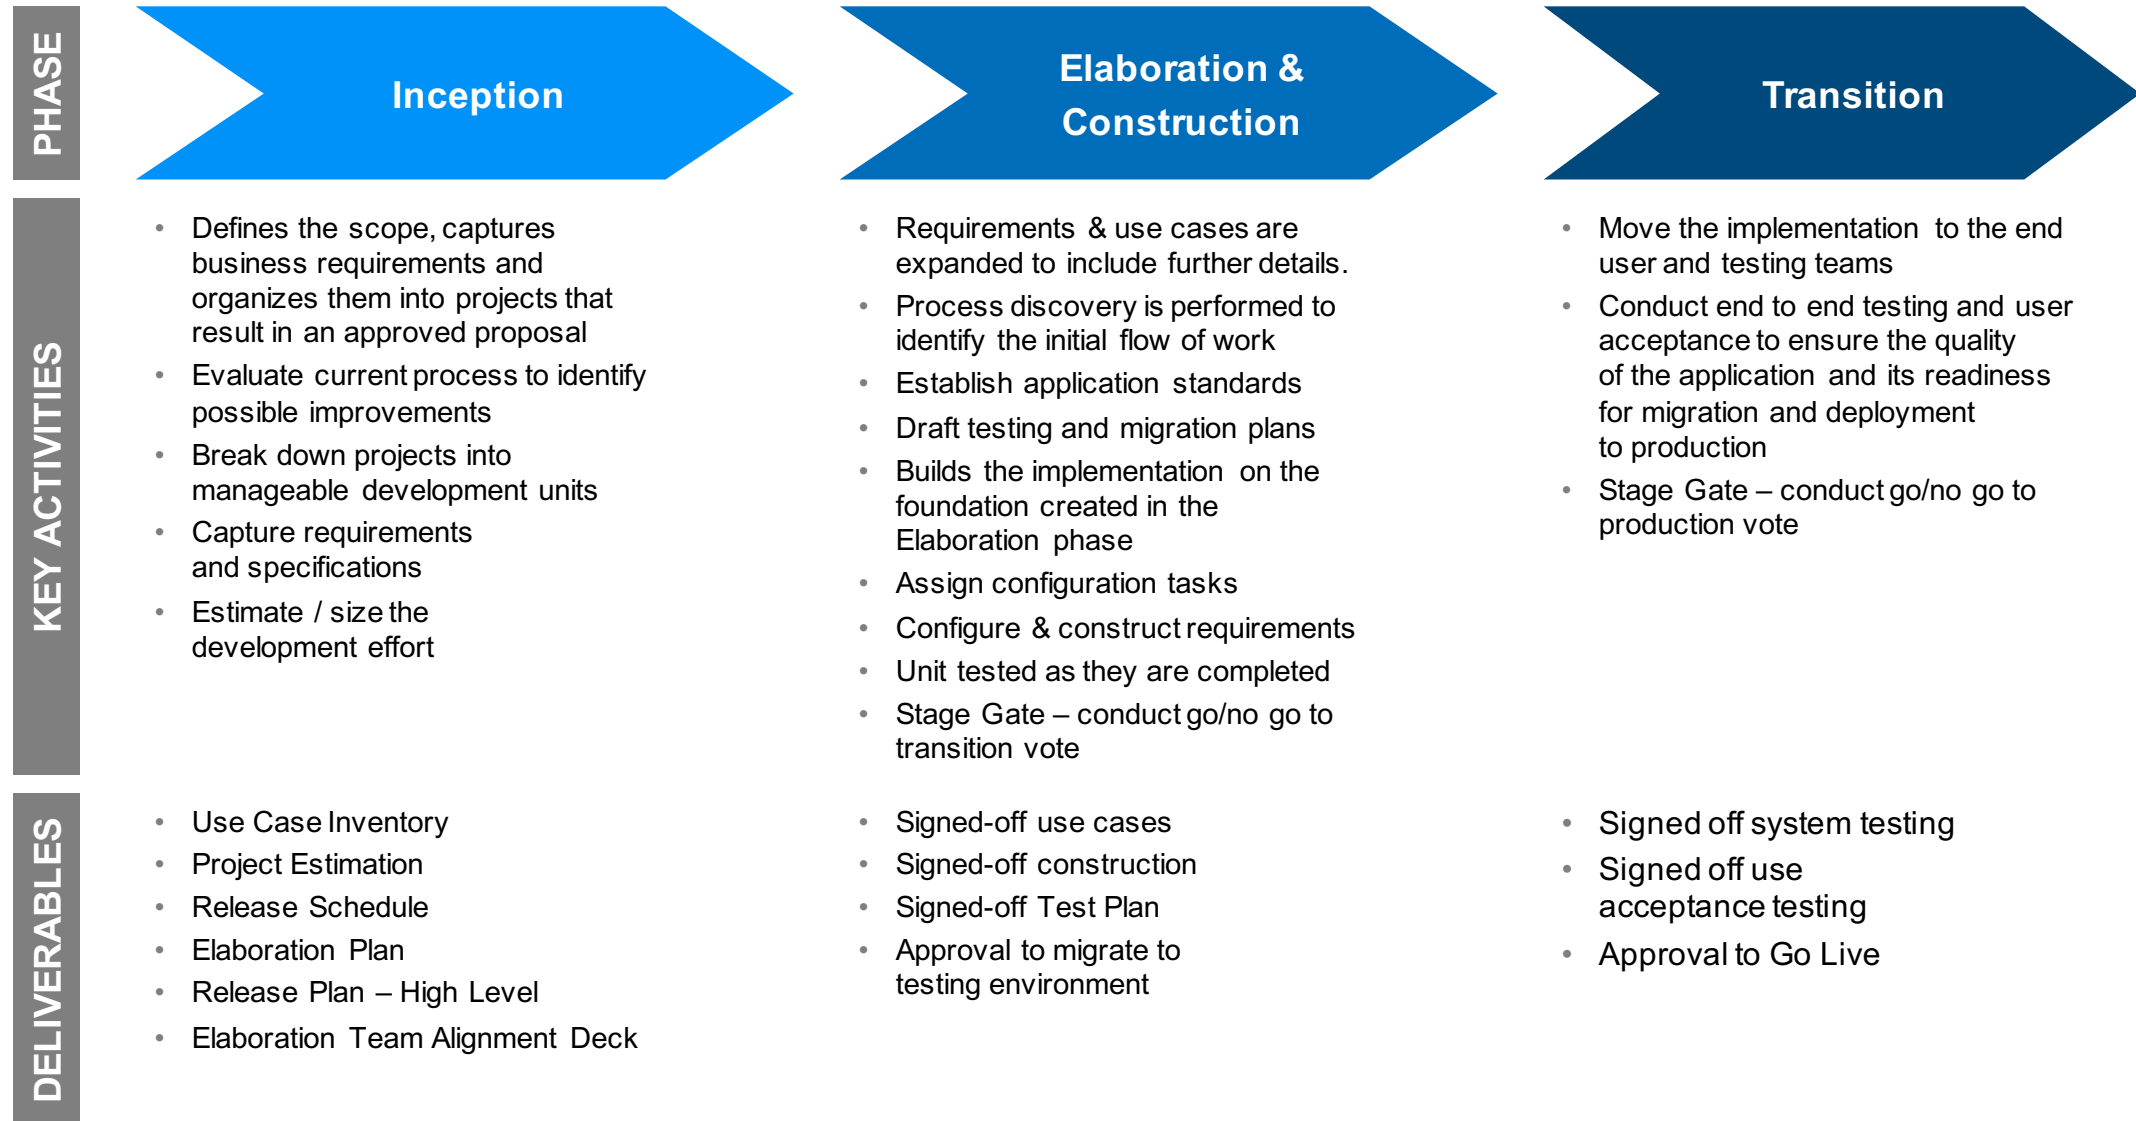 PHASE
Inception
Elaboration &
Construction
Transition
KEY ACTIVITIES
• Defines the scope, captures
business requirements and
organizes them into projects that
result in an approved proposal
• Evaluate current process to identify
possible improvements
• Break down projects into
manageable development units
• Capture requirements
and specifications
• Estimate / size the
development effort
• Requirements & use cases are
expanded to include further details.
• Process discovery is performed to
identify the initial flow of work
• Establish application standards
• Draft testing and migration plans
• Builds the implementation on the
foundation created in the
Elaboration phase
• Assign configuration tasks
• Configure & construct requirements
• Unit tested as they are completed
• Stage Gate – conduct go/no go to
transition vote
• Move the implementation to the end
user and testing teams
• Conduct end to end testing and user
acceptance to ensure the quality
of the application and its readiness
for migration and deployment
to production
• Stage Gate – conduct go/no go to
production vote
DELIVERABLES
• Use Case Inventory
• Project Estimation
• Release Schedule
• Elaboration Plan
• Release Plan – High Level
• Elaboration Team Alignment Deck
• Signed-off use cases
• Signed-off construction
• Signed-off Test Plan
• Approval to migrate to
testing environment
• Signed off system testing
• Signed off use
acceptance testing
• Approval to Go Live